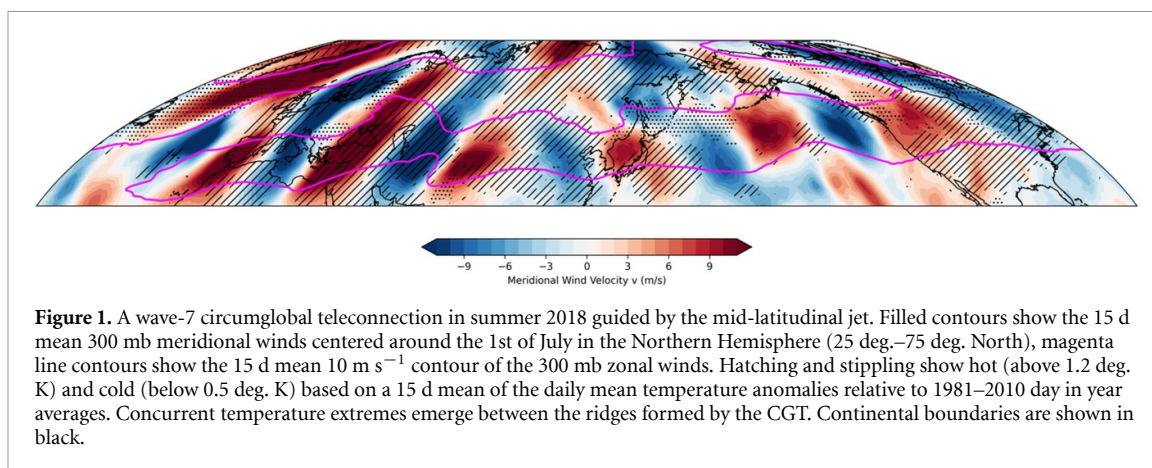 −9 −6 −3 0 3 6 9
Meridional Wind Velocity v (m/s)
Figure 1. A wave-7 circumglobal teleconnection in summer 2018 guided by the mid-latitudinal jet. Filled contours show the 15 d
mean 300 mb meridional winds centered around the 1st of July in the Northern Hemisphere (25 deg.–75 deg. North), magenta
line contours show the 15 d mean 10 m s−1 contour of the 300 mb zonal winds. Hatching and stippling show hot (above 1.2 deg.
K) and cold (below 0.5 deg. K) based on a 15 d mean of the daily mean temperature anomalies relative to 1981–2010 day in year
averages. Concurrent temperature extremes emerge between the ridges formed by the CGT. Continental boundaries are shown in
black.